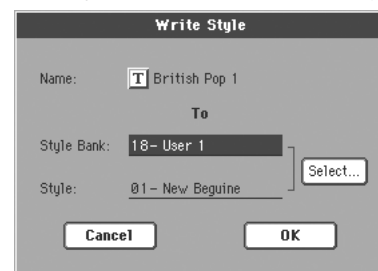 Write Style
Name: T British Pop 1
To
Style Bank: 18- User 1
Select...
Style: 01- New Beguine
Cancel OK